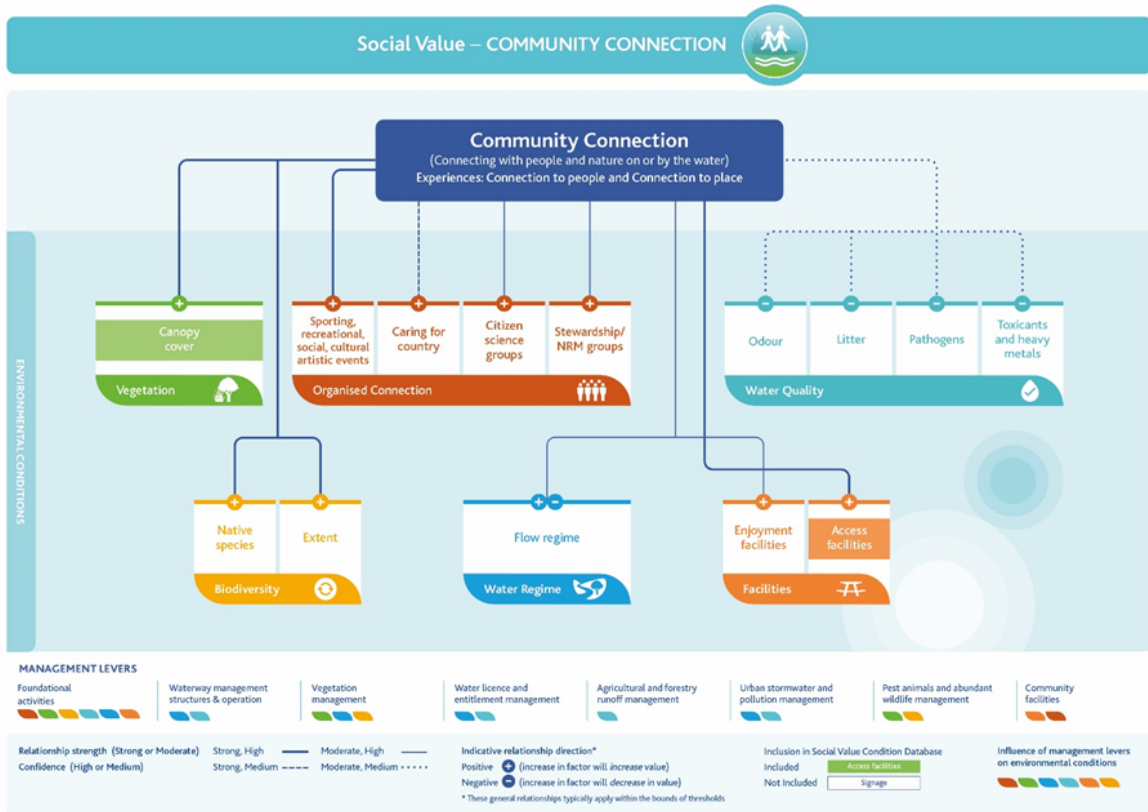 Social Value – COMMUNITY CONNECTION
Community Connection
(Connecting with people and nature on or by the water)
Experiences: Connection to people and Connection to place
ENVIRONMENTAL CONDITIONS
Canopy
cover
Vegetation
Sporting,
recreational,
social, cultural
artistic events
Caring for
country
Citizen
science
groups
Stewardship/
NRM groups
Organised Connection
Odour
Litter
Pathogens
Toxicants
and heavy
metals
Water Quality
Native
species
Extent
Biodiversity
Flow regime
Water Regime
Enjoyment
facilities
Access
facilities
Facilities
MANAGEMENT LEVERS
Foundational
activities
Waterway management
structures & operation
Vegetation
management
Water licence and
entitlement management
Agricultural and forestry
runoff management
Urban stormwater and
pollution management
Pest animals and abundant
wildlife management
Community
facilities
Relationship strength (Strong or Moderate)
Confidence (High or Medium)
Strong, High
Moderate, High
Strong, Medium
Moderate, Medium
Indicative relationship direction*
Positive + (increase in factor will increase value)
Negative − (increase in factor will decrease in value)
* These general relationships typically apply within the bounds of thresholds
Inclusion in Social Value Condition Database
Included Access facilities
Not Included Signage
Influence of management levers
on environmental conditions